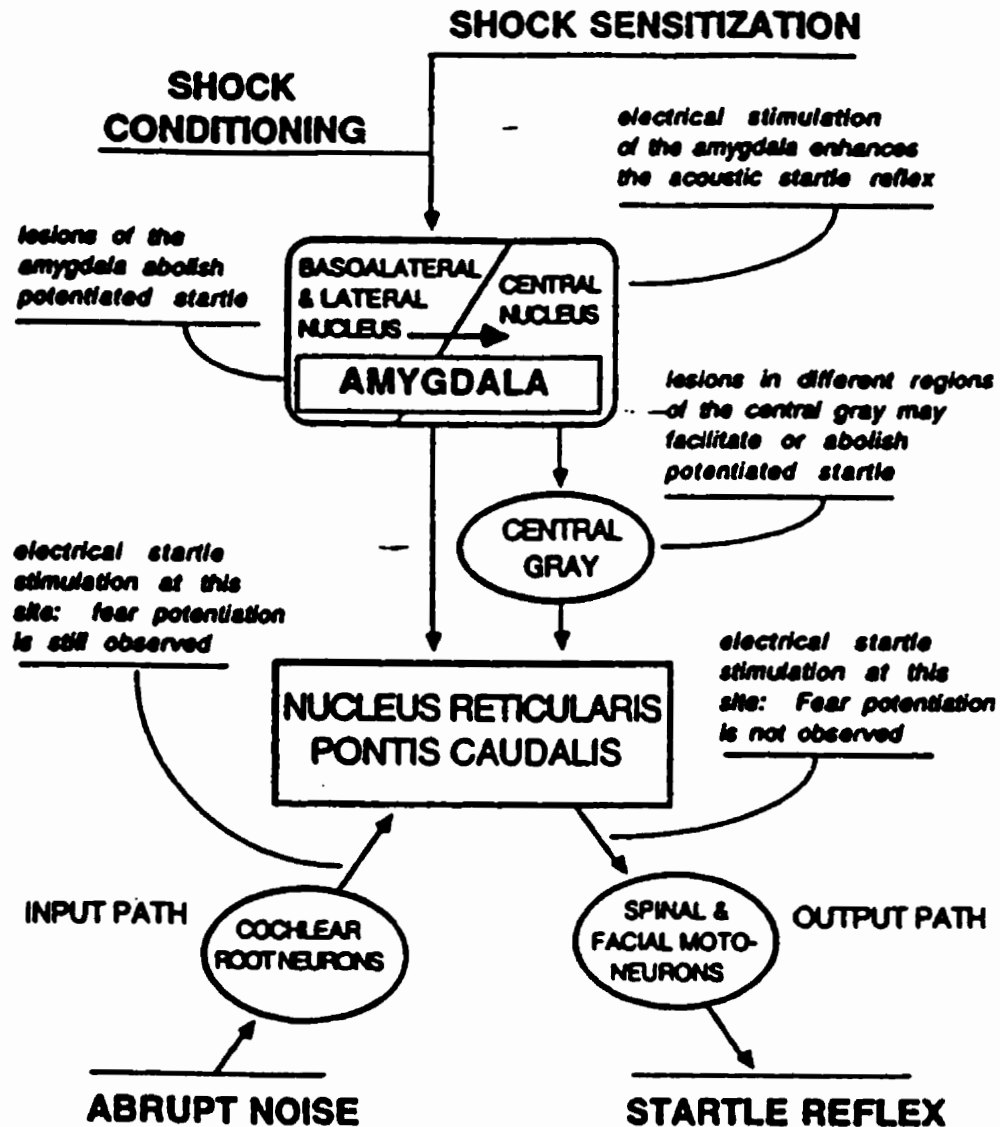 SHOCK SENSITIZATION
SHOCK
CONDITIONING
electrical stimulation
of the amygdala enhances
the acoustic startle reflex
lesions of the
amygdala abolish
potentiated startle
BASOALATERAL
& LATERAL
NUCLEUS
CENTRAL
NUCLEUS
AMYGDALA
lesions in different regions
of the central gray may
facilitate or abolish
potentiated startle
CENTRAL
GRAY
electrical startle
stimulation at this
site: fear potentiation
is still observed
electrical startle
stimulation at this
site: Fear potentiation
is not observed
NUCLEUS RETICULARIS
PONTIS CAUDALIS
INPUT PATH
COCHLEAR
ROOT NEURONS
SPINAL &
FACIAL MOTO-
NEURONS
OUTPUT PATH
ABRUPT NOISE
STARTLE REFLEX